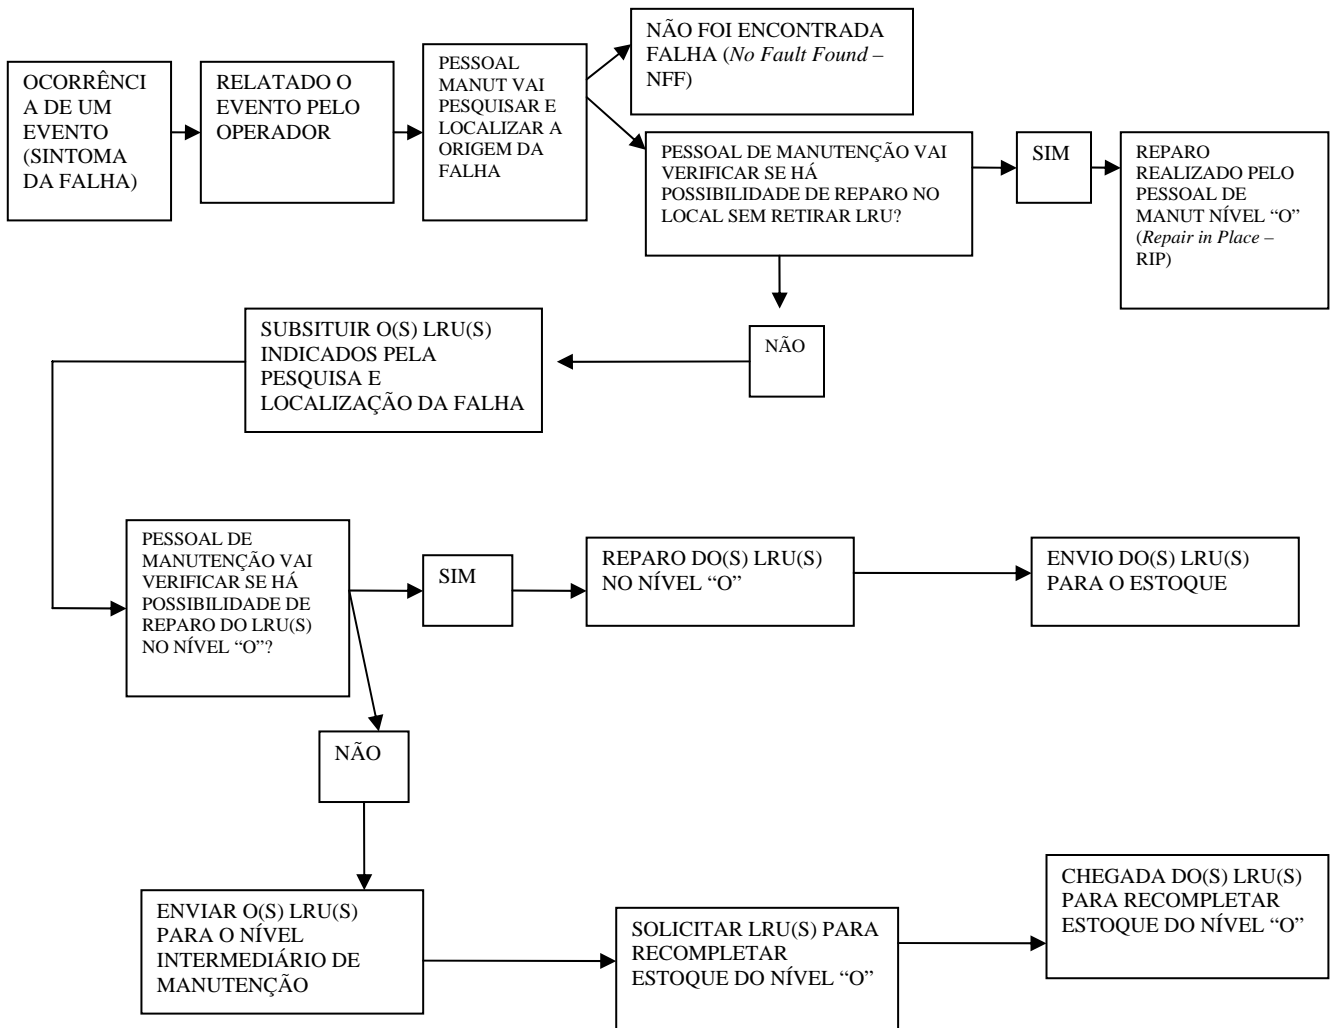 OCORRÊNCI
A DE UM
EVENTO
(SINTOMA
DA FALHA)
RELATADO O
EVENTO PELO
OPERADOR
PESSOAL
MANUT VAI
PESQUISAR E
LOCALIZAR A
ORIGEM DA
FALHA
NÃO FOI ENCONTRADA
FALHA (No Fault Found –
NFF)
PESSOAL DE MANUTENÇÃO VAI
VERIFICAR SE HÁ
POSSIBILIDADE DE REPARO NO
LOCAL SEM RETIRAR LRU?
SIM
REPARO
REALIZADO PELO
PESSOAL DE
MANUT NÍVEL “O”
(Repair in Place –
RIP)
NÃO
SUBSITUIR O(S) LRU(S)
INDICADOS PELA
PESQUISA E
LOCALIZAÇÃO DA FALHA
PESSOAL DE
MANUTENÇÃO VAI
VERIFICAR SE HÁ
POSSIBILIDADE DE
REPARO DO LRU(S)
NO NÍVEL “O”?
SIM
REPARO DO(S) LRU(S)
NO NÍVEL “O”
ENVIO DO(S) LRU(S)
PARA O ESTOQUE
NÃO
ENVIAR O(S) LRU(S)
PARA O NÍVEL
INTERMEDIÁRIO DE
MANUTENÇÃO
SOLICITAR LRU(S) PARA
RECOMPLETAR
ESTOQUE DO NÍVEL “O”
CHEGADA DO(S) LRU(S)
PARA RECOMPLETAR
ESTOQUE DO NÍVEL “O”